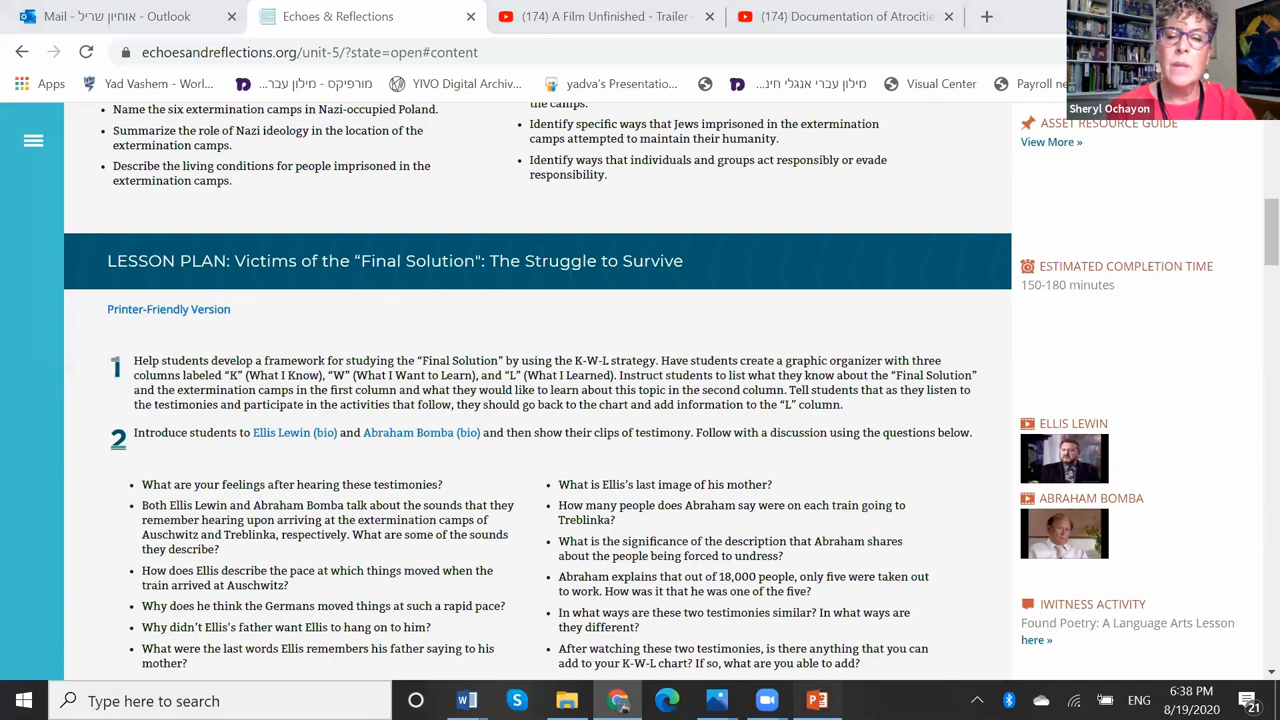 Mail - אוחיון שריל - Outlook
Echoes & Reflections
(174) A Film Unfinished - Trailer
(174) Documentation of Atrocitie
echoesandreflections.org/unit-5/?state=open#content
Apps
Yad Vashem - Worl...
מורפיקס - מילון עבר...
YIVO Digital Archiv...
yadva's Presentatio...
מילון עברי אנגלי חינ...
Visual Center
Payroll ne
Sheryl Ochayon
Name the six extermination camps in Nazi-occupied Poland.
Summarize the role of Nazi ideology in the location of the
extermination camps.
Describe the living conditions for people imprisoned in the
extermination camps.
the camps.
Identify specific ways that Jews imprisoned in the extermination
camps attempted to maintain their humanity.
Identify ways that individuals and groups act responsibly or evade
responsibility.
ASSET RESOURCE GUIDE
View More »
LESSON PLAN: Victims of the “Final Solution": The Struggle to Survive
Printer-Friendly Version
ESTIMATED COMPLETION TIME
150-180 minutes
1
Help students develop a framework for studying the “Final Solution” by using the K-W-L strategy. Have students create a graphic organizer with three
columns labeled “K” (What I Know), “W” (What I Want to Learn), and “L” (What I Learned). Instruct students to list what they know about the “Final Solution”
and the extermination camps in the first column and what they would like to learn about this topic in the second column. Tell students that as they listen to
the testimonies and participate in the activities that follow, they should go back to the chart and add information to the “L” column.
2
Introduce students to Ellis Lewin (bio) and Abraham Bomba (bio) and then show their clips of testimony. Follow with a discussion using the questions below.
What are your feelings after hearing these testimonies?
Both Ellis Lewin and Abraham Bomba talk about the sounds that they
remember hearing upon arriving at the extermination camps of
Auschwitz and Treblinka, respectively. What are some of the sounds
they describe?
How does Ellis describe the pace at which things moved when the
train arrived at Auschwitz?
Why does he think the Germans moved things at such a rapid pace?
Why didn’t Ellis’s father want Ellis to hang on to him?
What were the last words Ellis remembers his father saying to his
mother?
What is Ellis’s last image of his mother?
How many people does Abraham say were on each train going to
Treblinka?
What is the significance of the description that Abraham shares
about the people being forced to undress?
Abraham explains that out of 18,000 people, only five were taken out
to work. How was it that he was one of the five?
In what ways are these two testimonies similar? In what ways are
they different?
After watching these two testimonies, is there anything that you can
add to your K-W-L chart? If so, what are you able to add?
ELLIS LEWIN
ABRAHAM BOMBA
IWITNESS ACTIVITY
Found Poetry: A Language Arts Lesson
here »
Type here to search
ENG
6:38 PM
8/19/2020
21